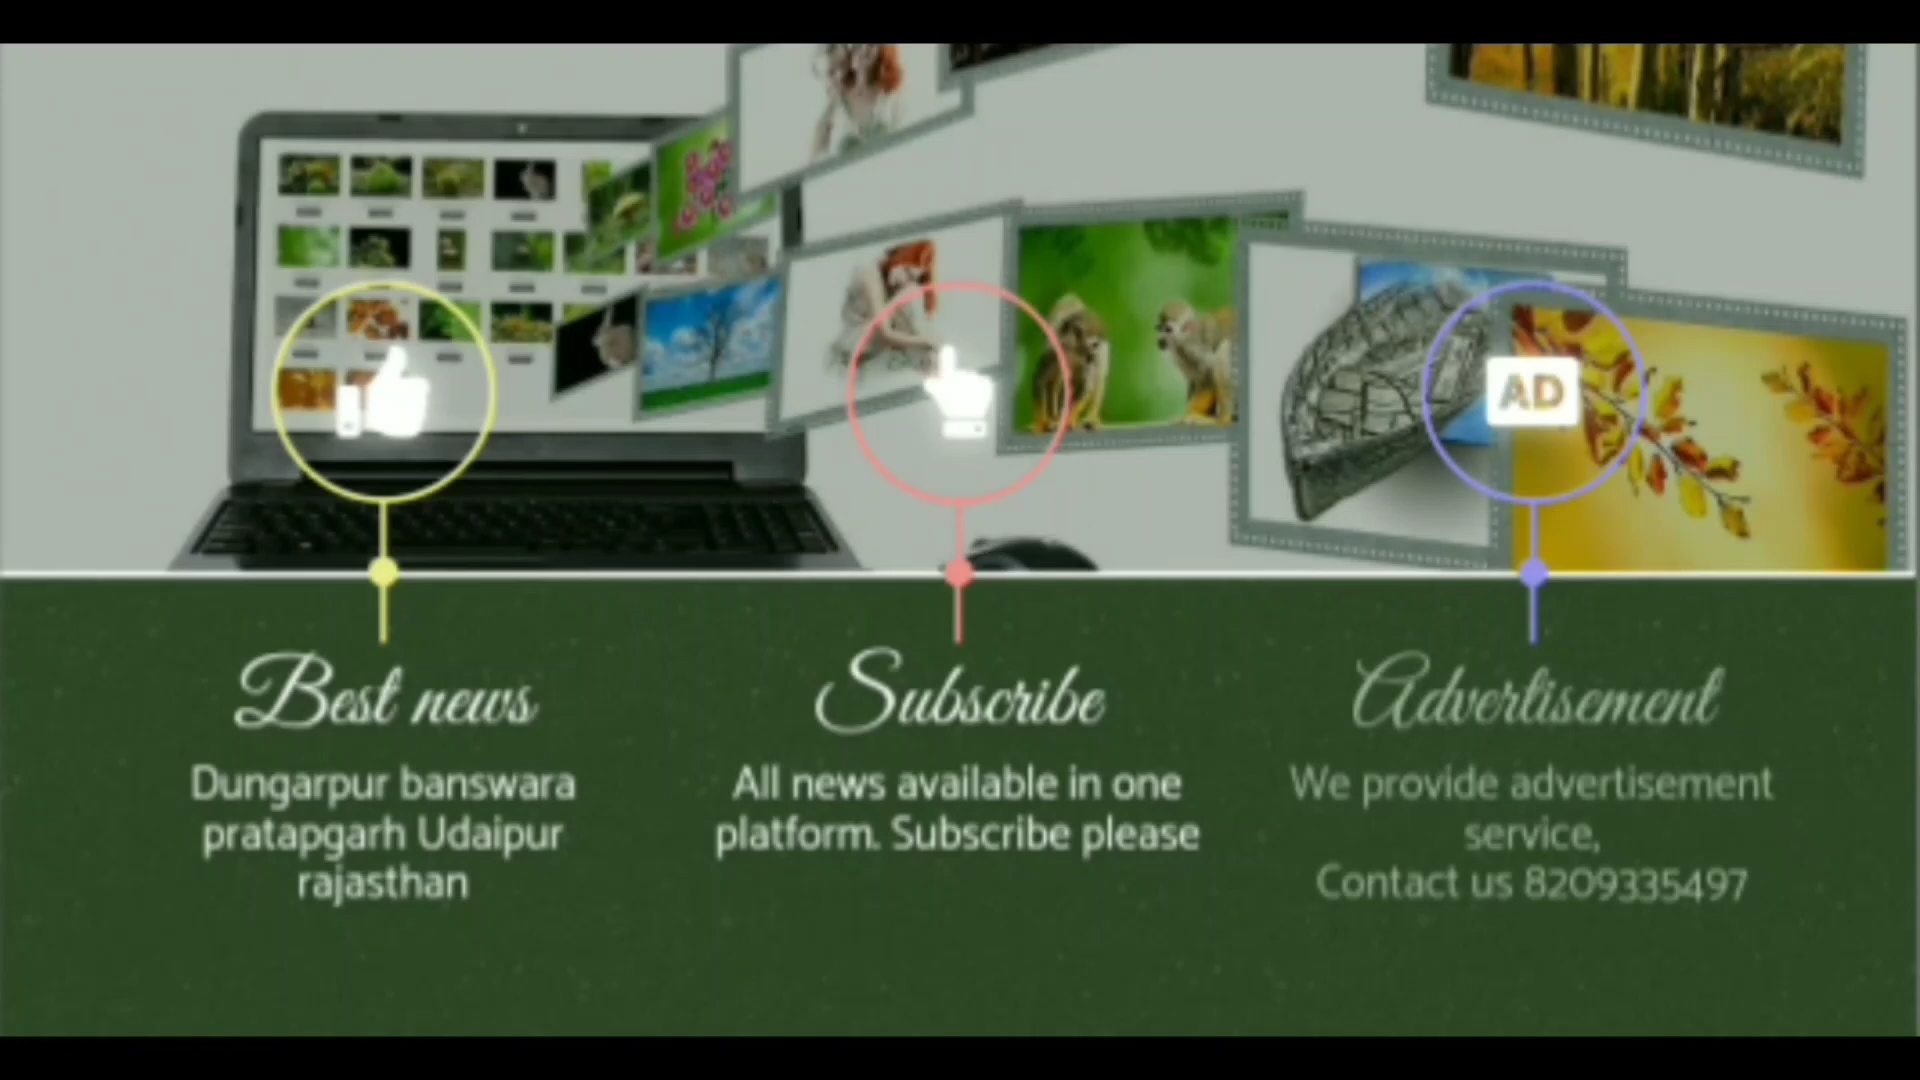 AD
Best news
Dungarpur banswara
pratapgarh Udaipur
rajasthan
Subscribe
All news available in one
platform. Subscribe please
Advertisement
We provide advertisement
service,
Contact us 8209335497